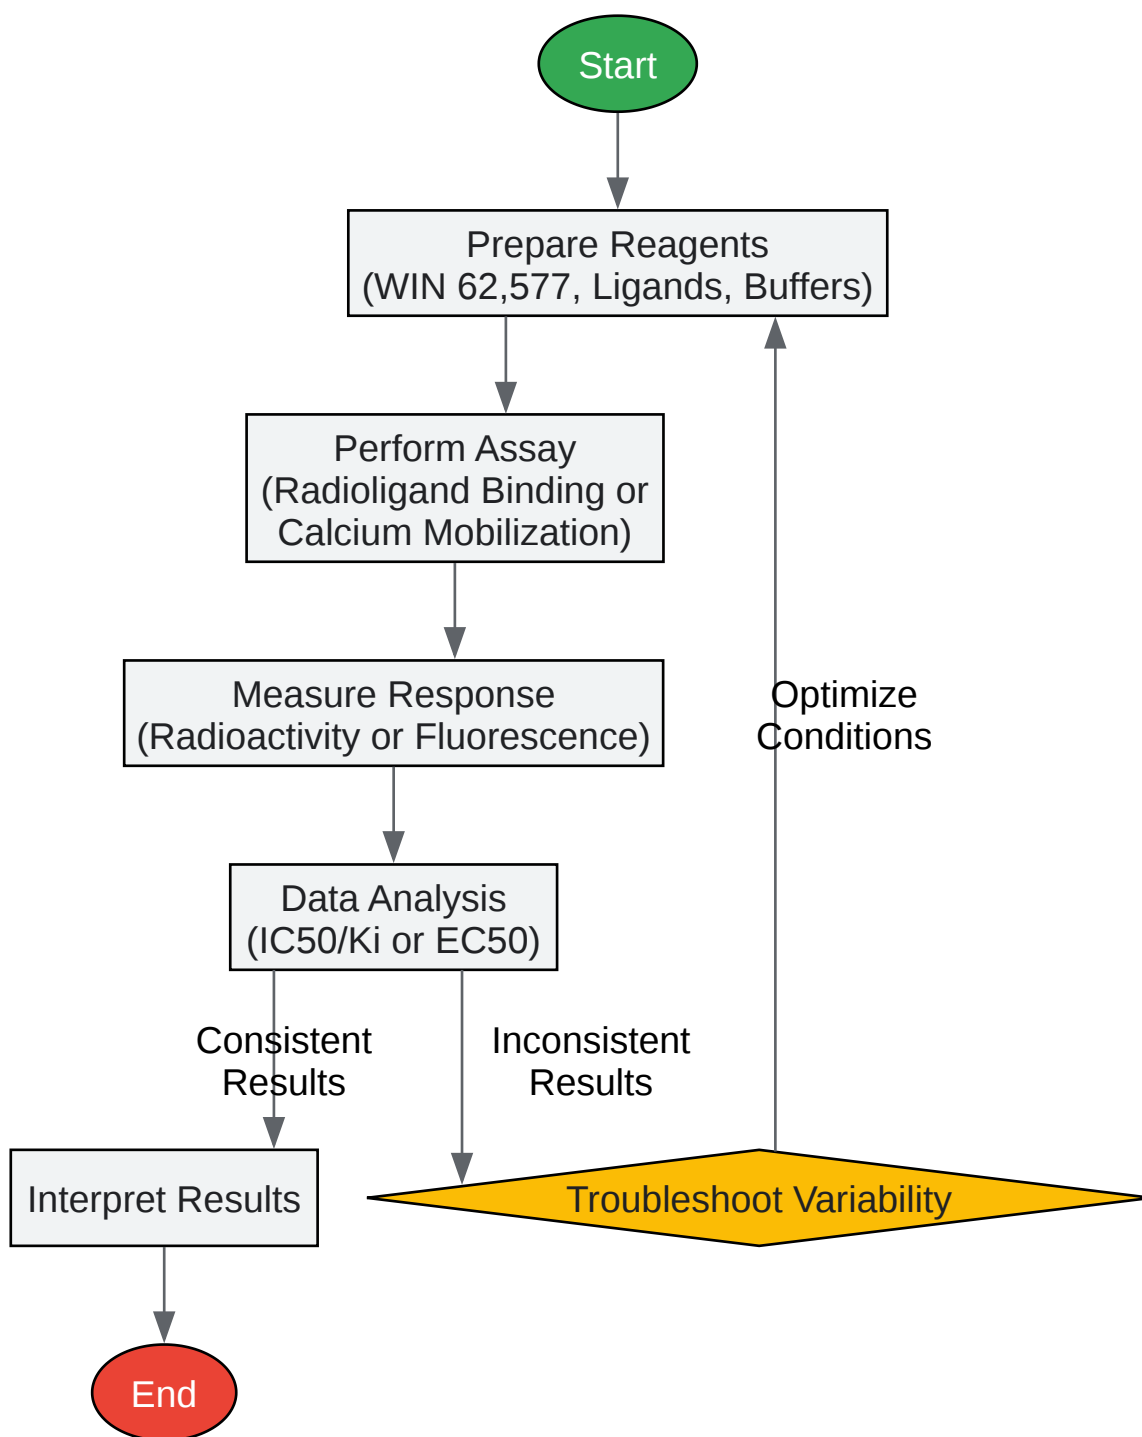 Start
Prepare Reagents
(WIN 62,577, Ligands, Buffers)
Perform Assay
(Radioligand Binding or
Calcium Mobilization)
Measure Response
(Radioactivity or Fluorescence)
Optimize
Conditions
Data Analysis
(IC50/Ki or EC50)
Consistent
Results
Inconsistent
Results
Interpret Results
Troubleshoot Variability
End